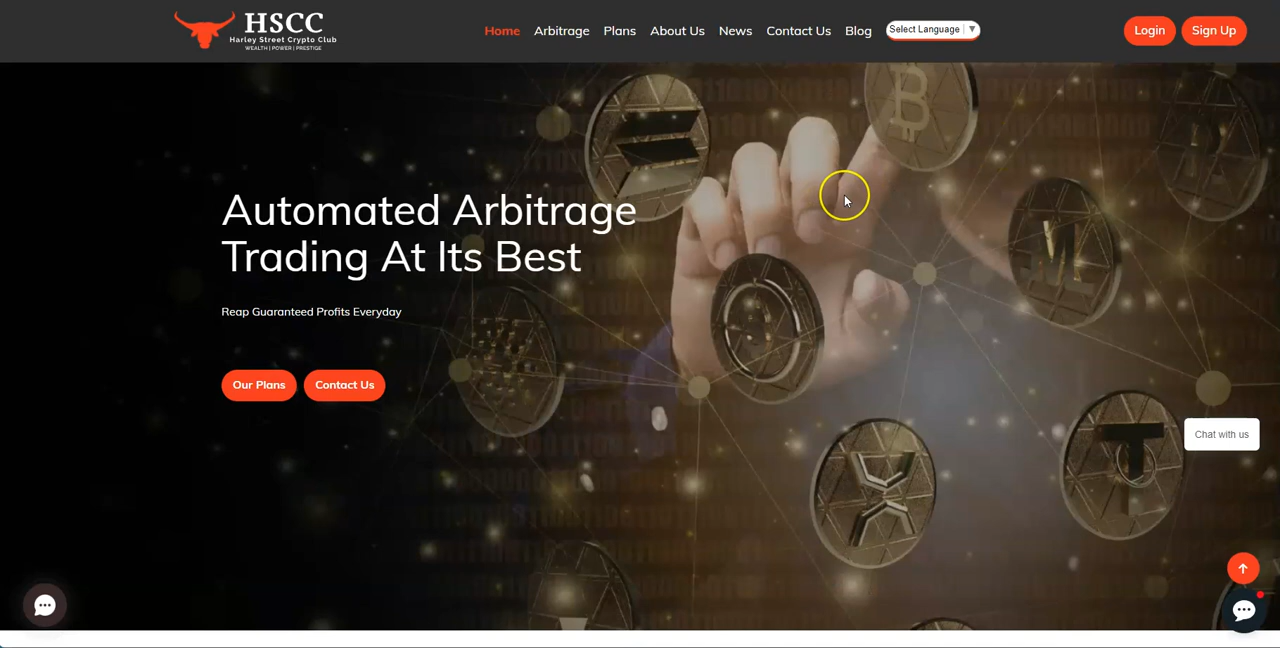 HSCC
Harley Street Crypto Club
WEALTH | POWER | PRESTIGE
Home
Arbitrage
Plans
About Us
News
Contact Us
Blog
Select Language ▼
Login
Sign Up
Automated Arbitrage
Trading At Its Best
Reap Guaranteed Profits Everyday
Our Plans
Contact Us
Chat with us